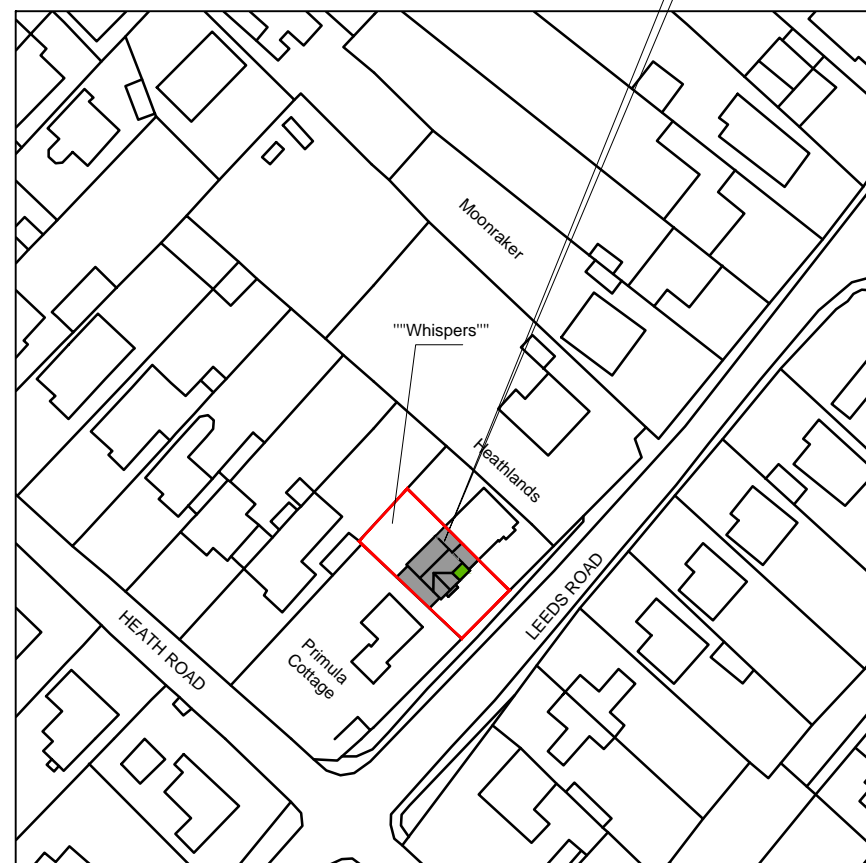 Moonraker
""Whispers""
Heathlands
LEEDS ROAD
HEATH ROAD
Primula
Cottage